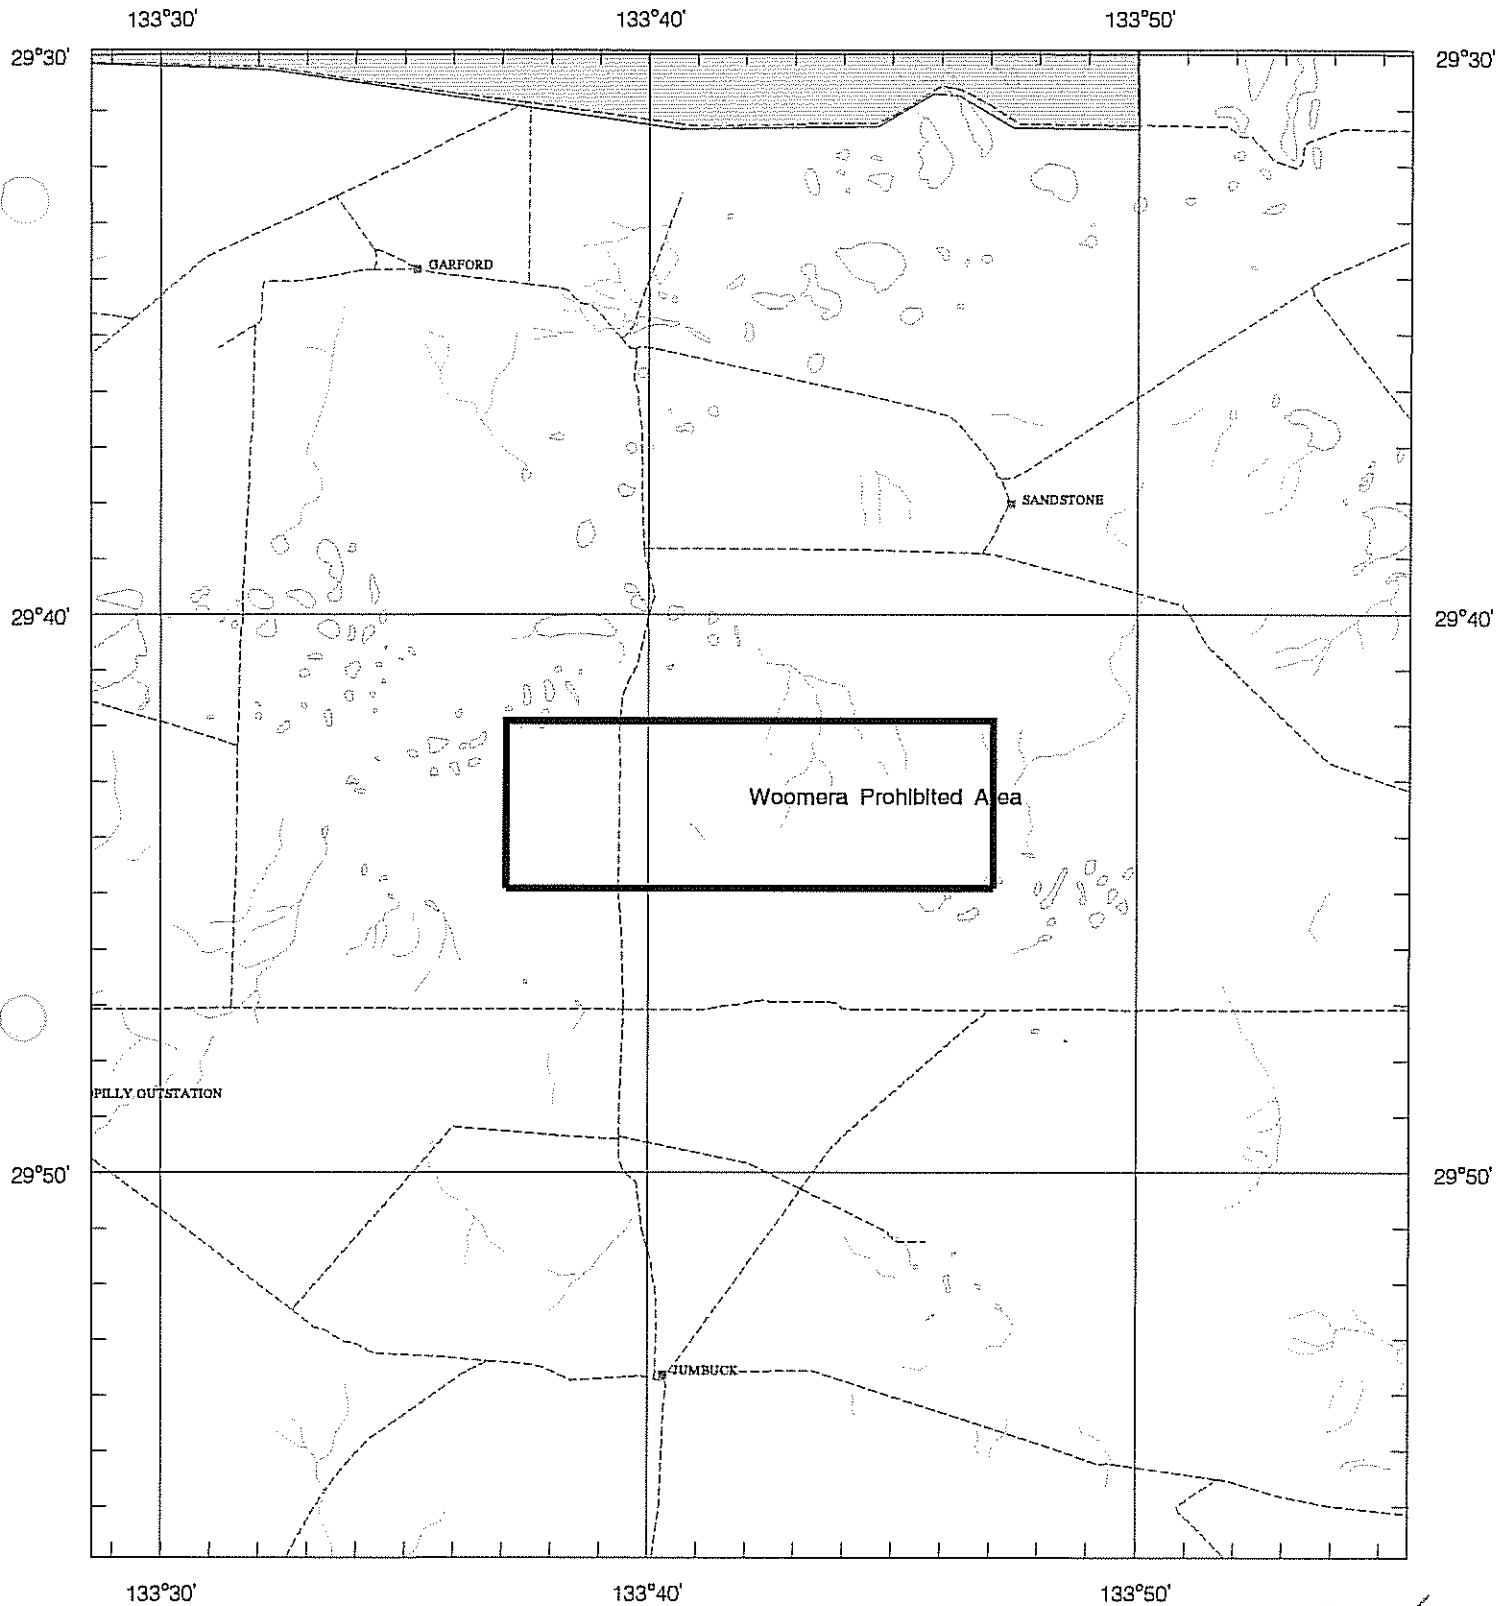 133°30' 133°40' 133°50'
29°30' 29°30'
GARFORD
SANDSTONE
29°40' 29°40'
Woomera Prohibited Area
PILLY OUTSTATION
29°50' 29°50'
JUMBUCK
133°30' 133°40' 133°50'